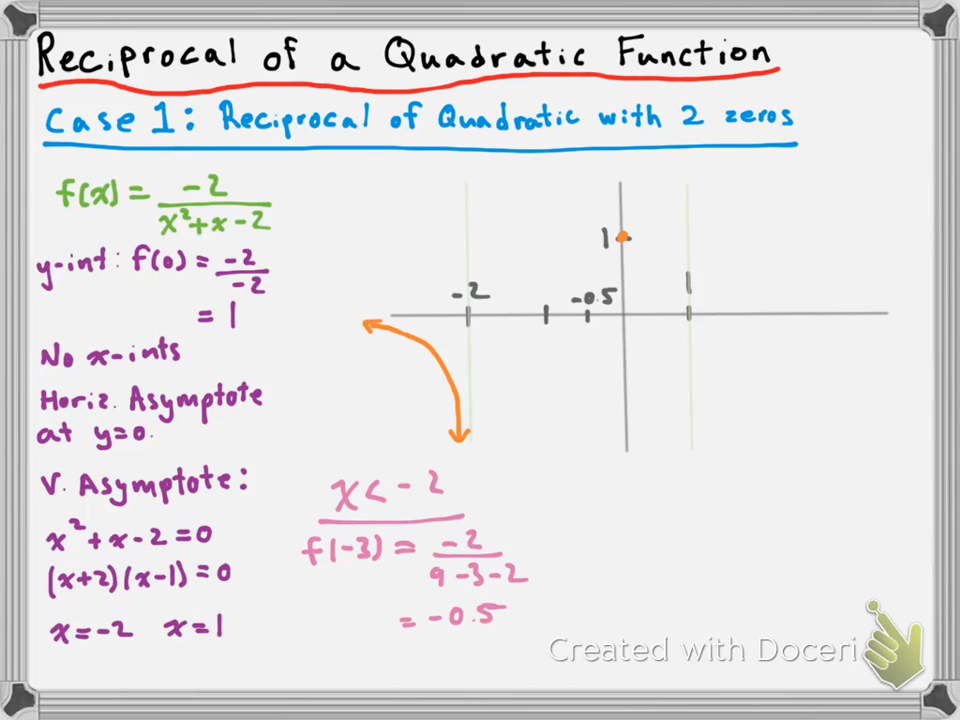 Reciprocal of a Quadratic Function
Case 1: Reciprocal of Quadratic with 2 zeros
f(x) = -2 / x²+x-2
y-int: f(0) = -2 / -2
= 1
No x-ints
Horiz. Asymptote
at y=0.
V. Asymptote:
x²+x-2=0
(x+2)(x-1)=0
x=-2 x=1
1
-2 -0.5 1
x< -2
f(-3) = -2 / 9-3-2
= -0.5
Created with Doceri